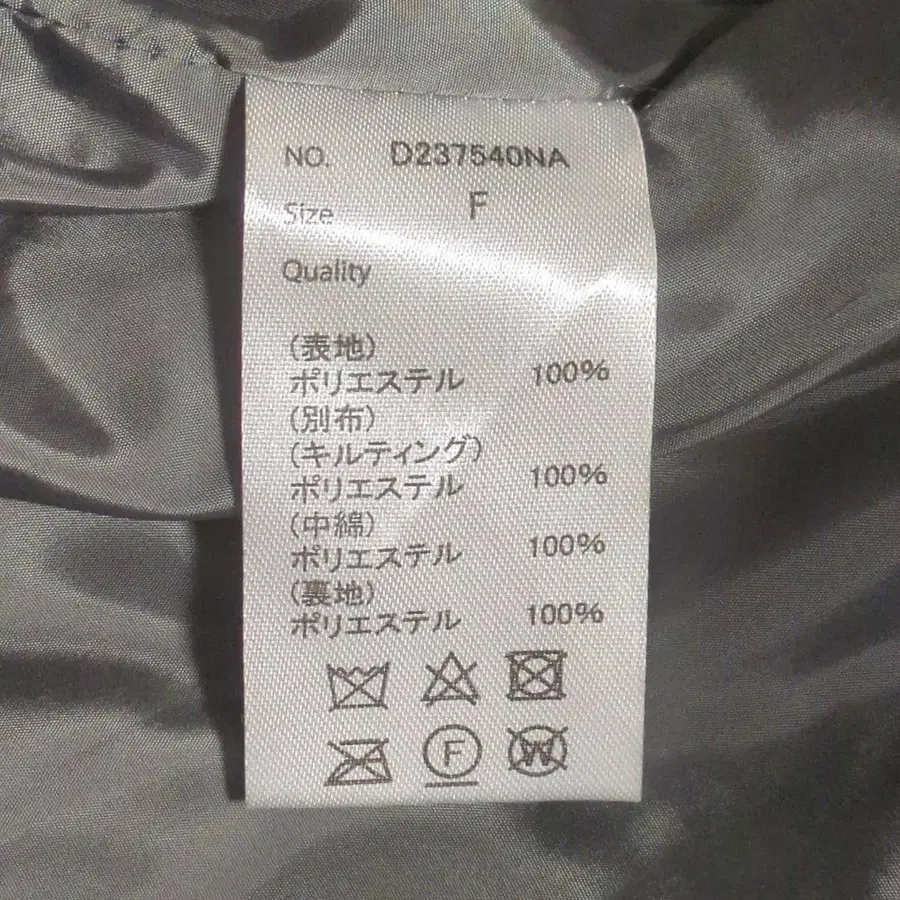 NO. D237540NA
Size F
Quality
(表地)
ポリエステル 100%
(別布)
(キルティング)
ポリエステル 100%
(中綿)
ポリエステル 100%
(裏地)
ポリエステル 100%
F
W